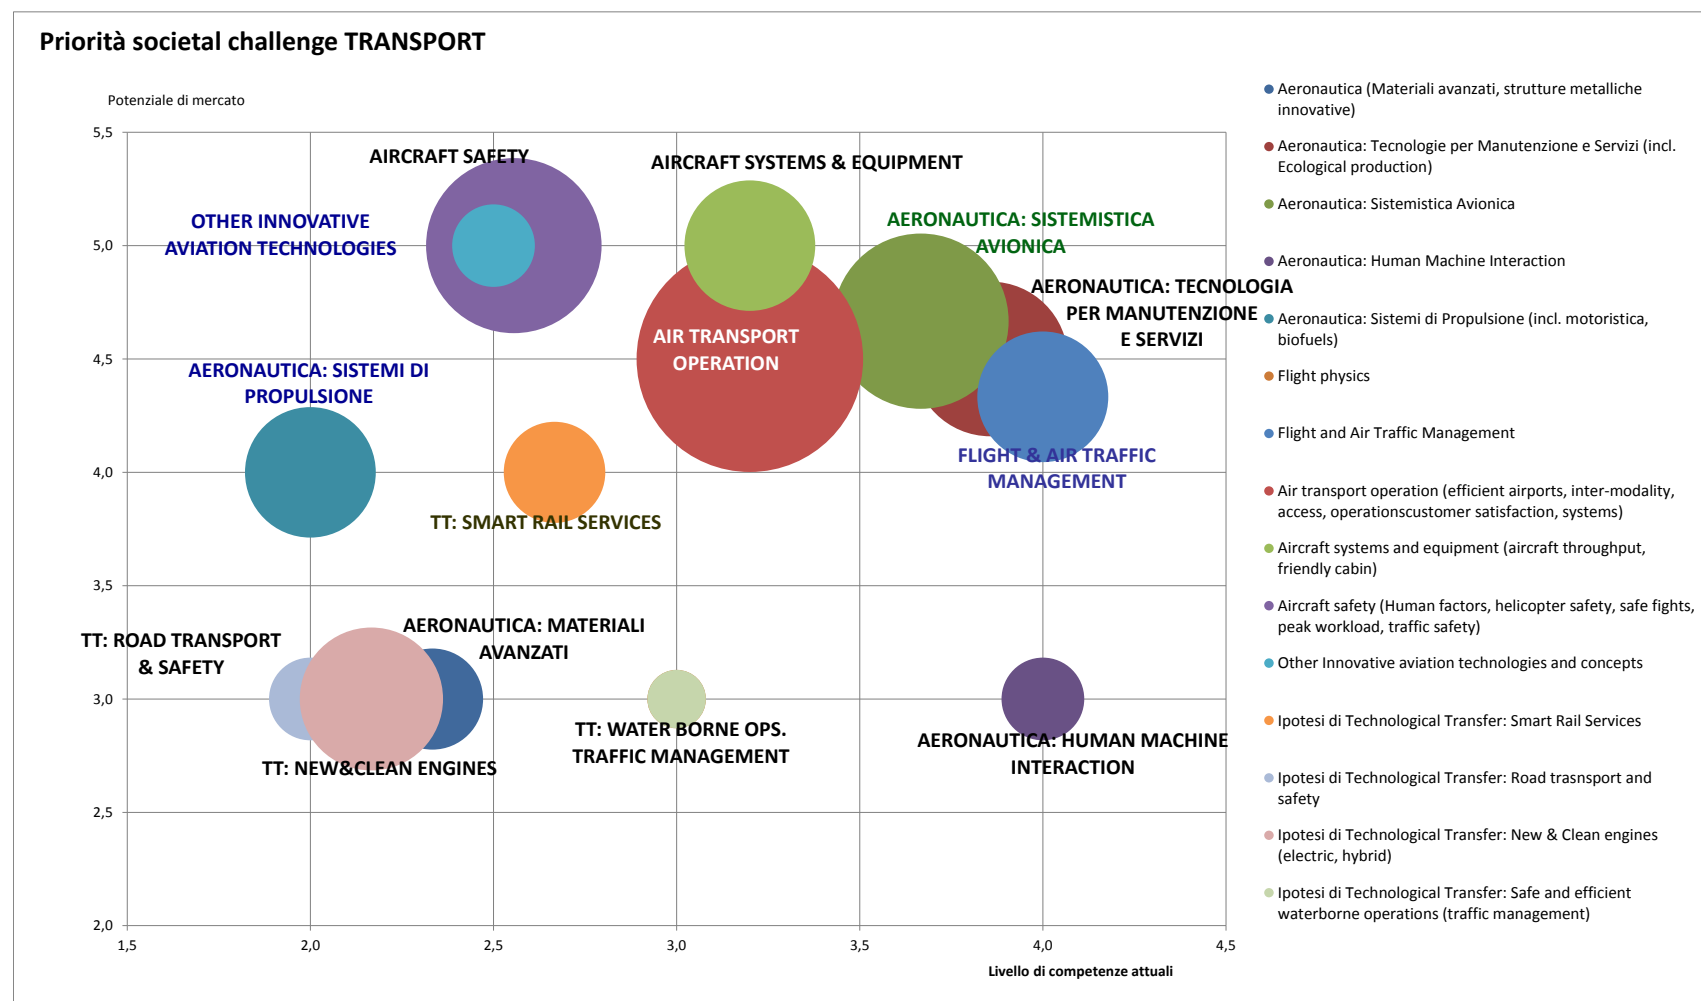 Priorità societal challenge TRANSPORT
Potenziale di mercato
5,5
5,0
4,5
4,0
3,5
3,0
2,5
2,0
1,5
2,0
2,5
3,0
3,5
4,0
4,5
Livello di competenze attuali
AIRCRAFT SAFETY
AIRCRAFT SYSTEMS & EQUIPMENT
OTHER INNOVATIVE
AVIATION TECHNOLOGIES
AERONAUTICA: SISTEMISTICA
AVIONICA
AERONAUTICA: TECNOLOGIA
PER MANUTENZIONE
E SERVIZI
AIR TRANSPORT
OPERATION
AERONAUTICA: SISTEMI DI
PROPULSIONE
FLIGHT & AIR TRAFFIC
MANAGEMENT
TT: SMART RAIL SERVICES
TT: ROAD TRANSPORT
& SAFETY
AERONAUTICA: MATERIALI
AVANZATI
TT: NEW&CLEAN ENGINES
TT: WATER BORNE OPS.
TRAFFIC MANAGEMENT
AERONAUTICA: HUMAN MACHINE
INTERACTION
Aeronautica (Materiali avanzati, strutture metalliche
innovative)
Aeronautica: Tecnologie per Manutenzione e Servizi (incl.
Ecological production)
Aeronautica: Sistemistica Avionica
Aeronautica: Human Machine Interaction
Aeronautica: Sistemi di Propulsione (incl. motoristica,
biofuels)
Flight physics
Flight and Air Traffic Management
Air transport operation (efficient airports, inter-modality,
access, operationscustomer satisfaction, systems)
Aircraft systems and equipment (aircraft throughput,
friendly cabin)
Aircraft safety (Human factors, helicopter safety, safe fights,
peak workload, traffic safety)
Other Innovative aviation technologies and concepts
Ipotesi di Technological Transfer: Smart Rail Services
Ipotesi di Technological Transfer: Road trasnsport and
safety
Ipotesi di Technological Transfer: New & Clean engines
(electric, hybrid)
Ipotesi di Technological Transfer: Safe and efficient
waterborne operations (traffic management)